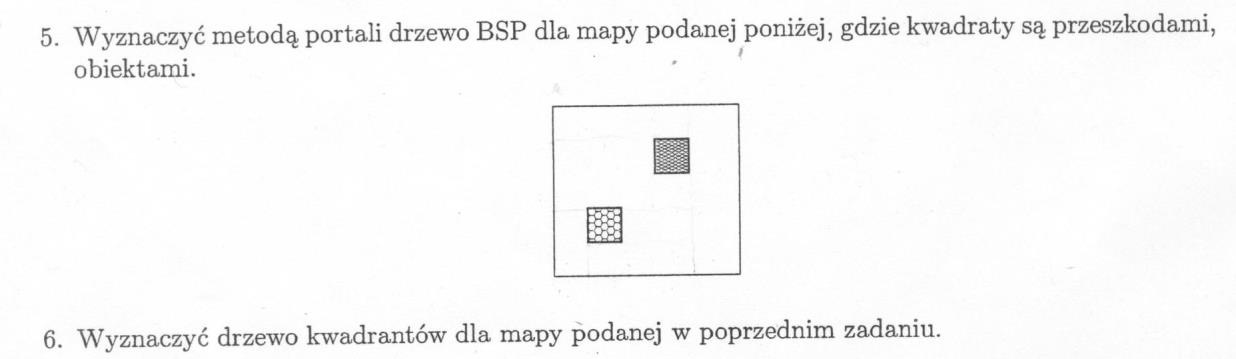 5. Wyznaczyć metodą portali drzewo BSP dla mapy podanej poniżej, gdzie kwadraty są przeszkodami,
obiektami.
6. Wyznaczyć drzewo kwadrantów dla mapy podanej w poprzednim zadaniu.